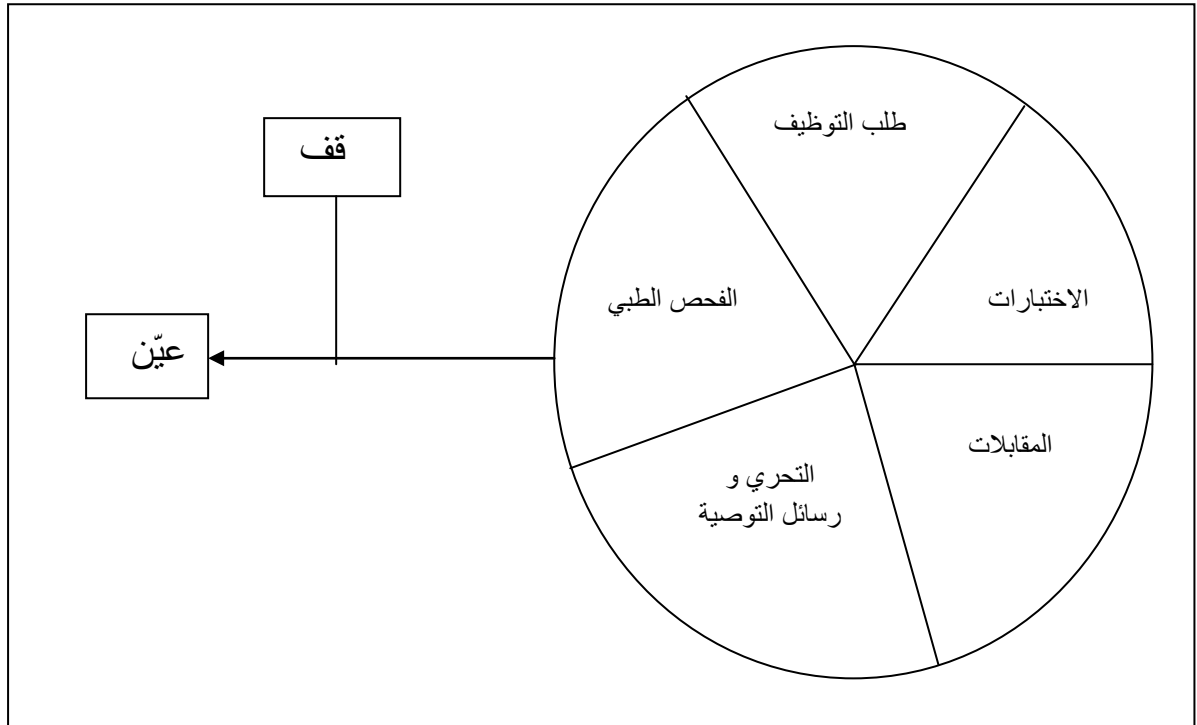 طلب التوظيف
قف
الاختبارات
الفحص الطبي
عيّن
المقابلات
التحري و
رسائل التوصية